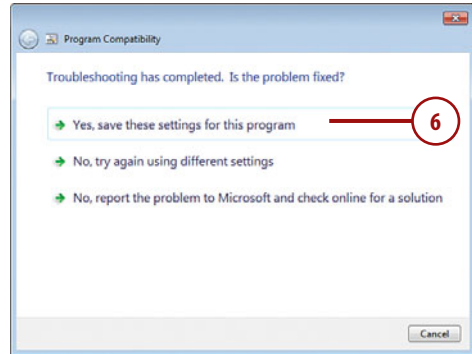 Program Compatibility
Troubleshooting has completed. Is the problem fixed?
Yes, save these settings for this program
6
No, try again using different settings
No, report the problem to Microsoft and check online for a solution
Cancel